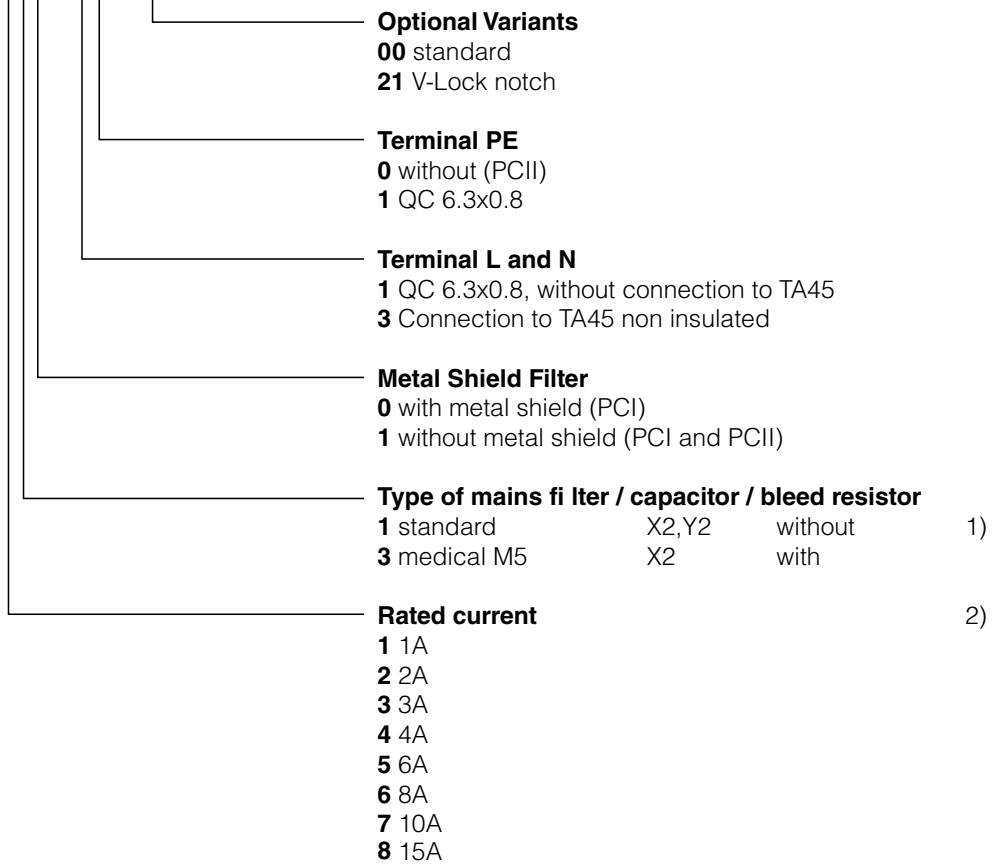 Optional Variants
00 standard
21 V-Lock notch
Terminal PE
0 without (PCII)
1 QC 6.3x0.8
Terminal L and N
1 QC 6.3x0.8, without connection to TA45
3 Connection to TA45 non insulated
Metal Shield Filter
0 with metal shield (PCI)
1 without metal shield (PCI and PCII)
Type of mains fi lter / capacitor / bleed resistor
1 standard X2,Y2 without 1)
3 medical M5 X2 with
Rated current 2)
1 1A
2 2A
3 3A
4 4A
5 6A
6 8A
7 10A
8 15A